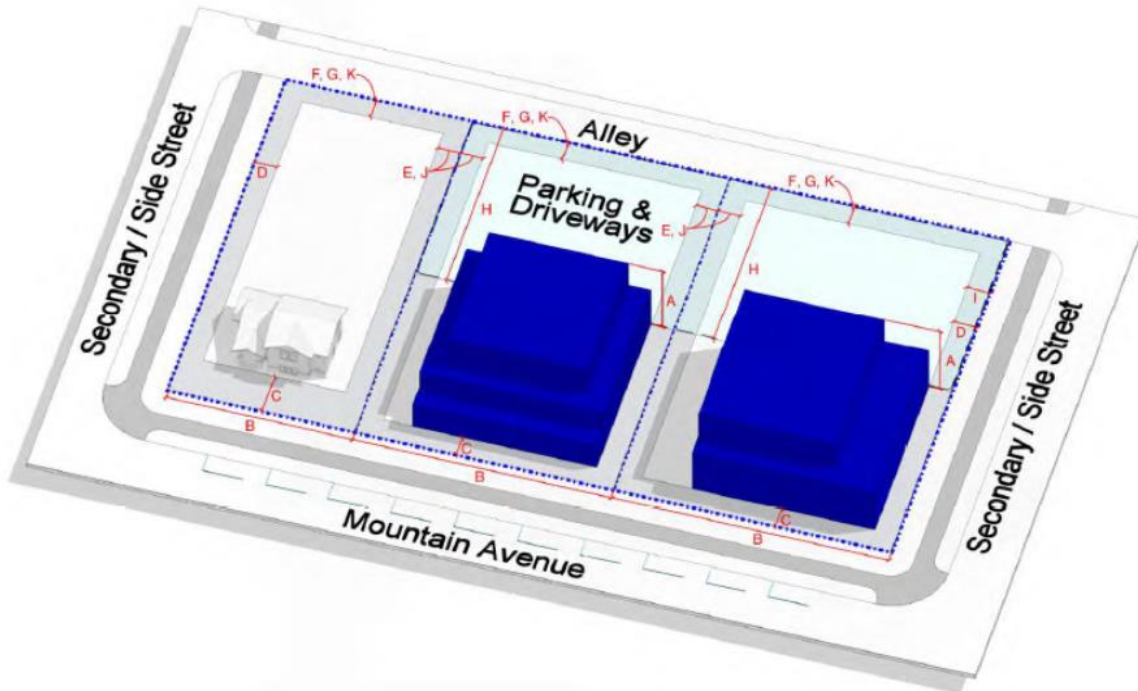 F, G, K
F, G, K
Alley
F, G, K
Secondary / Side Street
D
E, J
Parking &
Driveways
H
E, J
H
I
D
A
A
C
B
C
B
C
B
Mountain Avenue
Secondary / Side Street